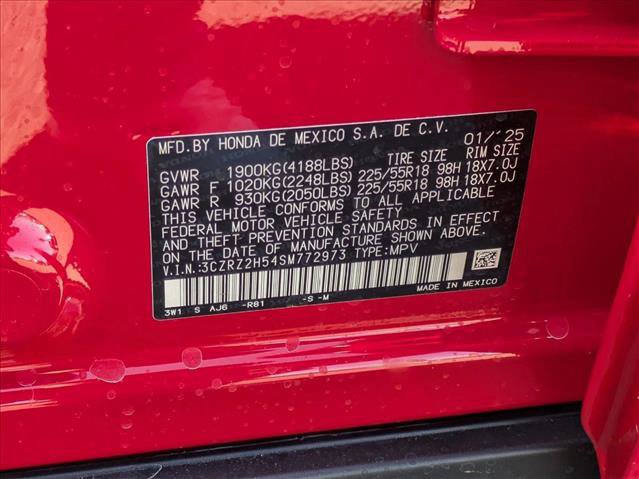 MFD.BY HONDA DE MEXICO S.A. DE C.V. 01/'25
GVWR 1900KG(4188LBS) TIRE SIZE RIM SIZE
GAWR F 1020KG(2248LBS) 225/55R18 98H 18X7.0J
GAWR R 930KG(2050LBS) 225/55R18 98H 18X7.0J
THIS VEHICLE CONFORMS TO ALL APPLICABLE
FEDERAL MOTOR VEHICLE SAFETY
AND THEFT PREVENTION STANDARDS IN EFFECT
ON THE DATE OF MANUFACTURE SHOWN ABOVE.
V.I.N.:3CZRZ2H54SM772973 TYPE:MPV
MADE IN MEXICO
3W1 S AJ6 -R81 -S -M